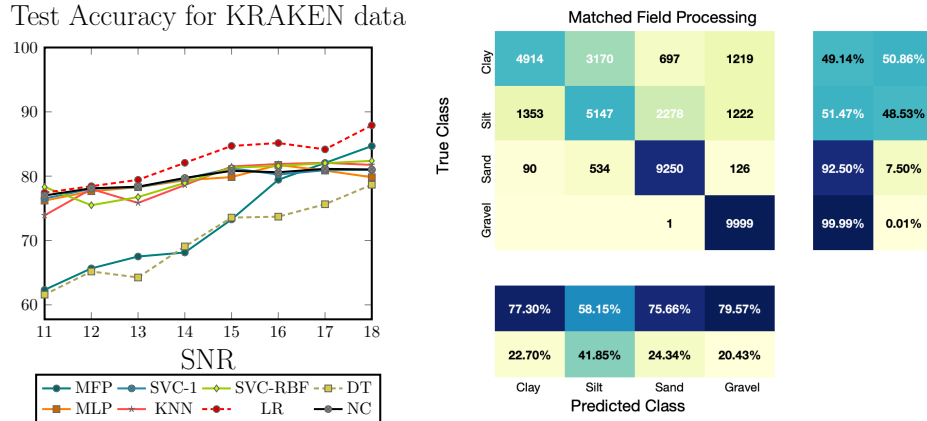 Test Accuracy for KRAKEN data
100
90
80
70
60
11 12 13 14 15 16 17 18
SNR
MFP SVC-1 SVC-RBF DT
MLP KNN LR NC
Matched Field Processing
True Class
Clay 4914 3170 697 1219 49.14% 50.86%
Silt 1353 5147 2278 1222 51.47% 48.53%
Sand 90 534 9250 126 92.50% 7.50%
Gravel 1 9999 99.99% 0.01%
77.30% 58.15% 75.66% 79.57%
22.70% 41.85% 24.34% 20.43%
Clay Silt Sand Gravel
Predicted Class